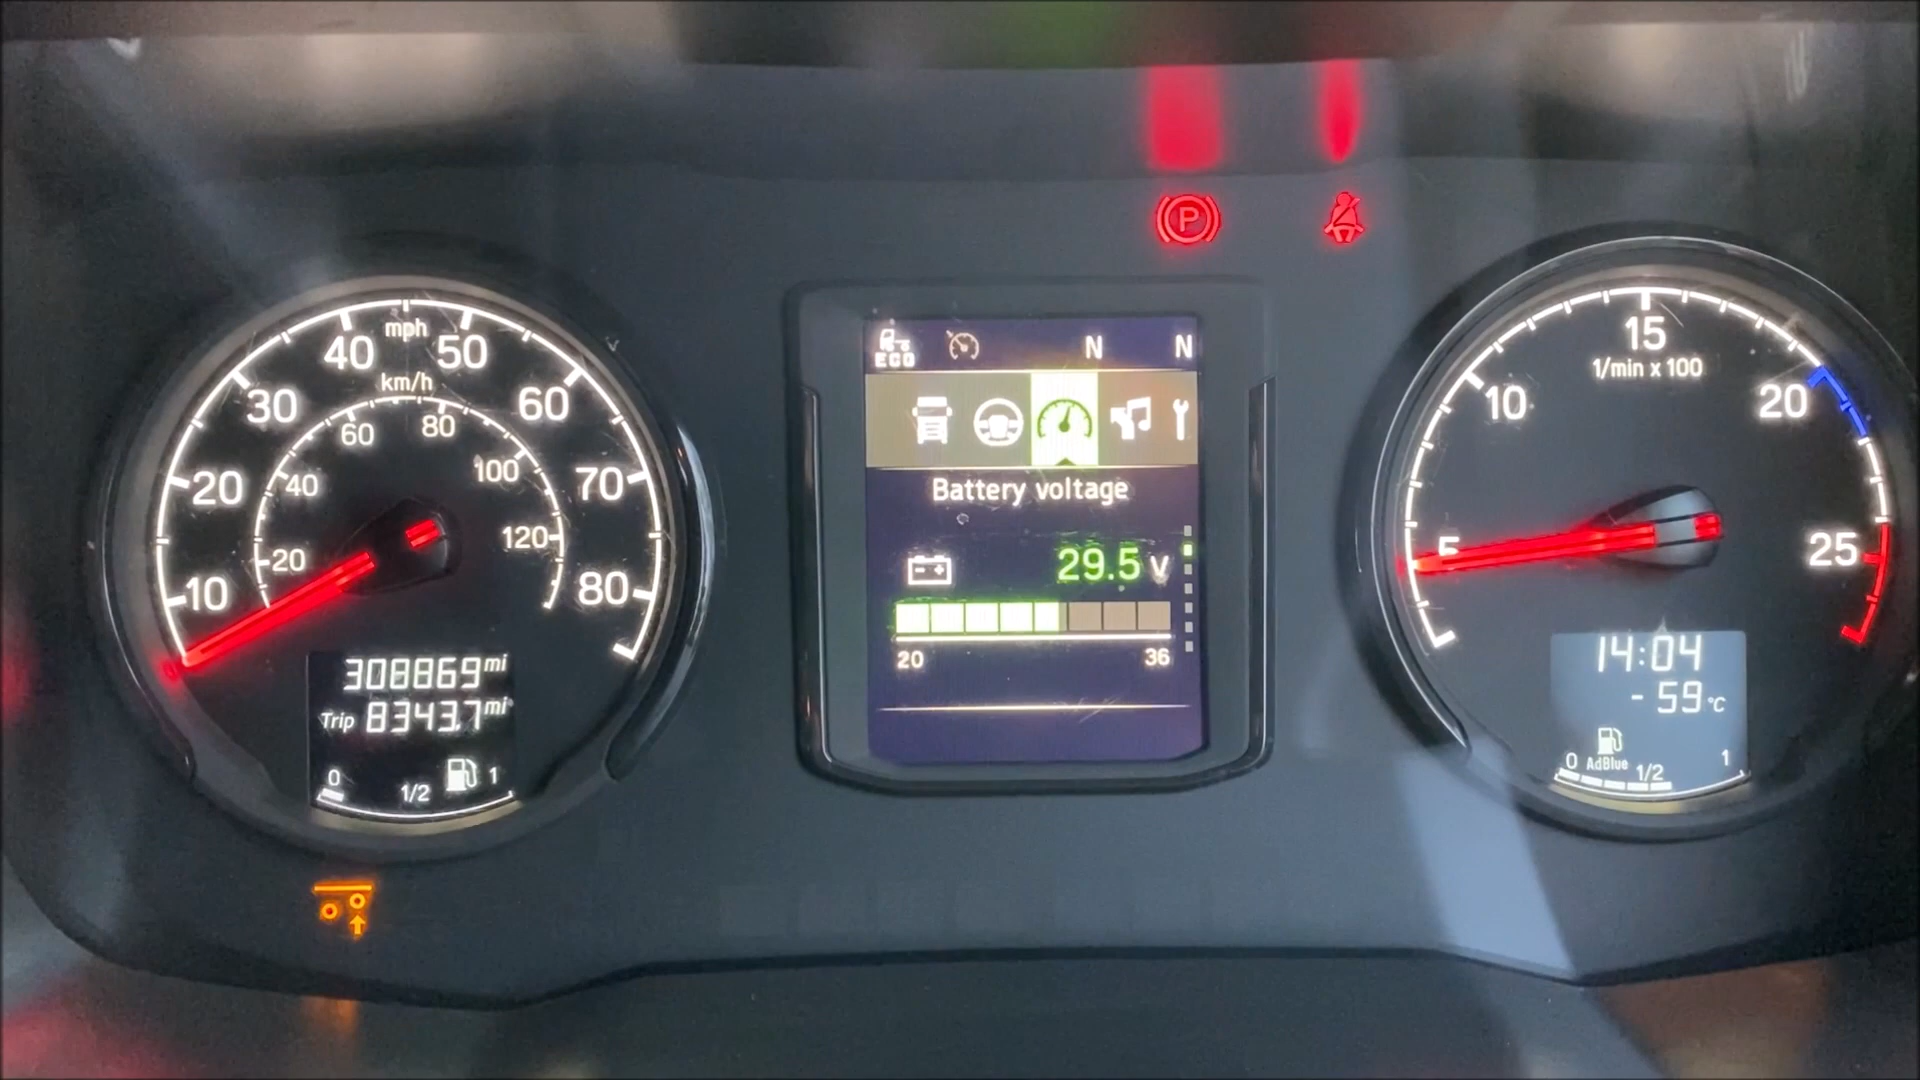 mph
km/h
10 20 30 40 50 60 70 80
20 40 60 80 100 120
308869 mi
Trip 8343.7 mi
0 1/2 1
P
ECO N N
Battery voltage
29.5 V
20 36
5 10 15 20 25
1/min x 100
14:04
-59 °C
AdBlue
0 1/2 1